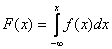 F(x) = ∫_{-∞}^{x} f(x)dx